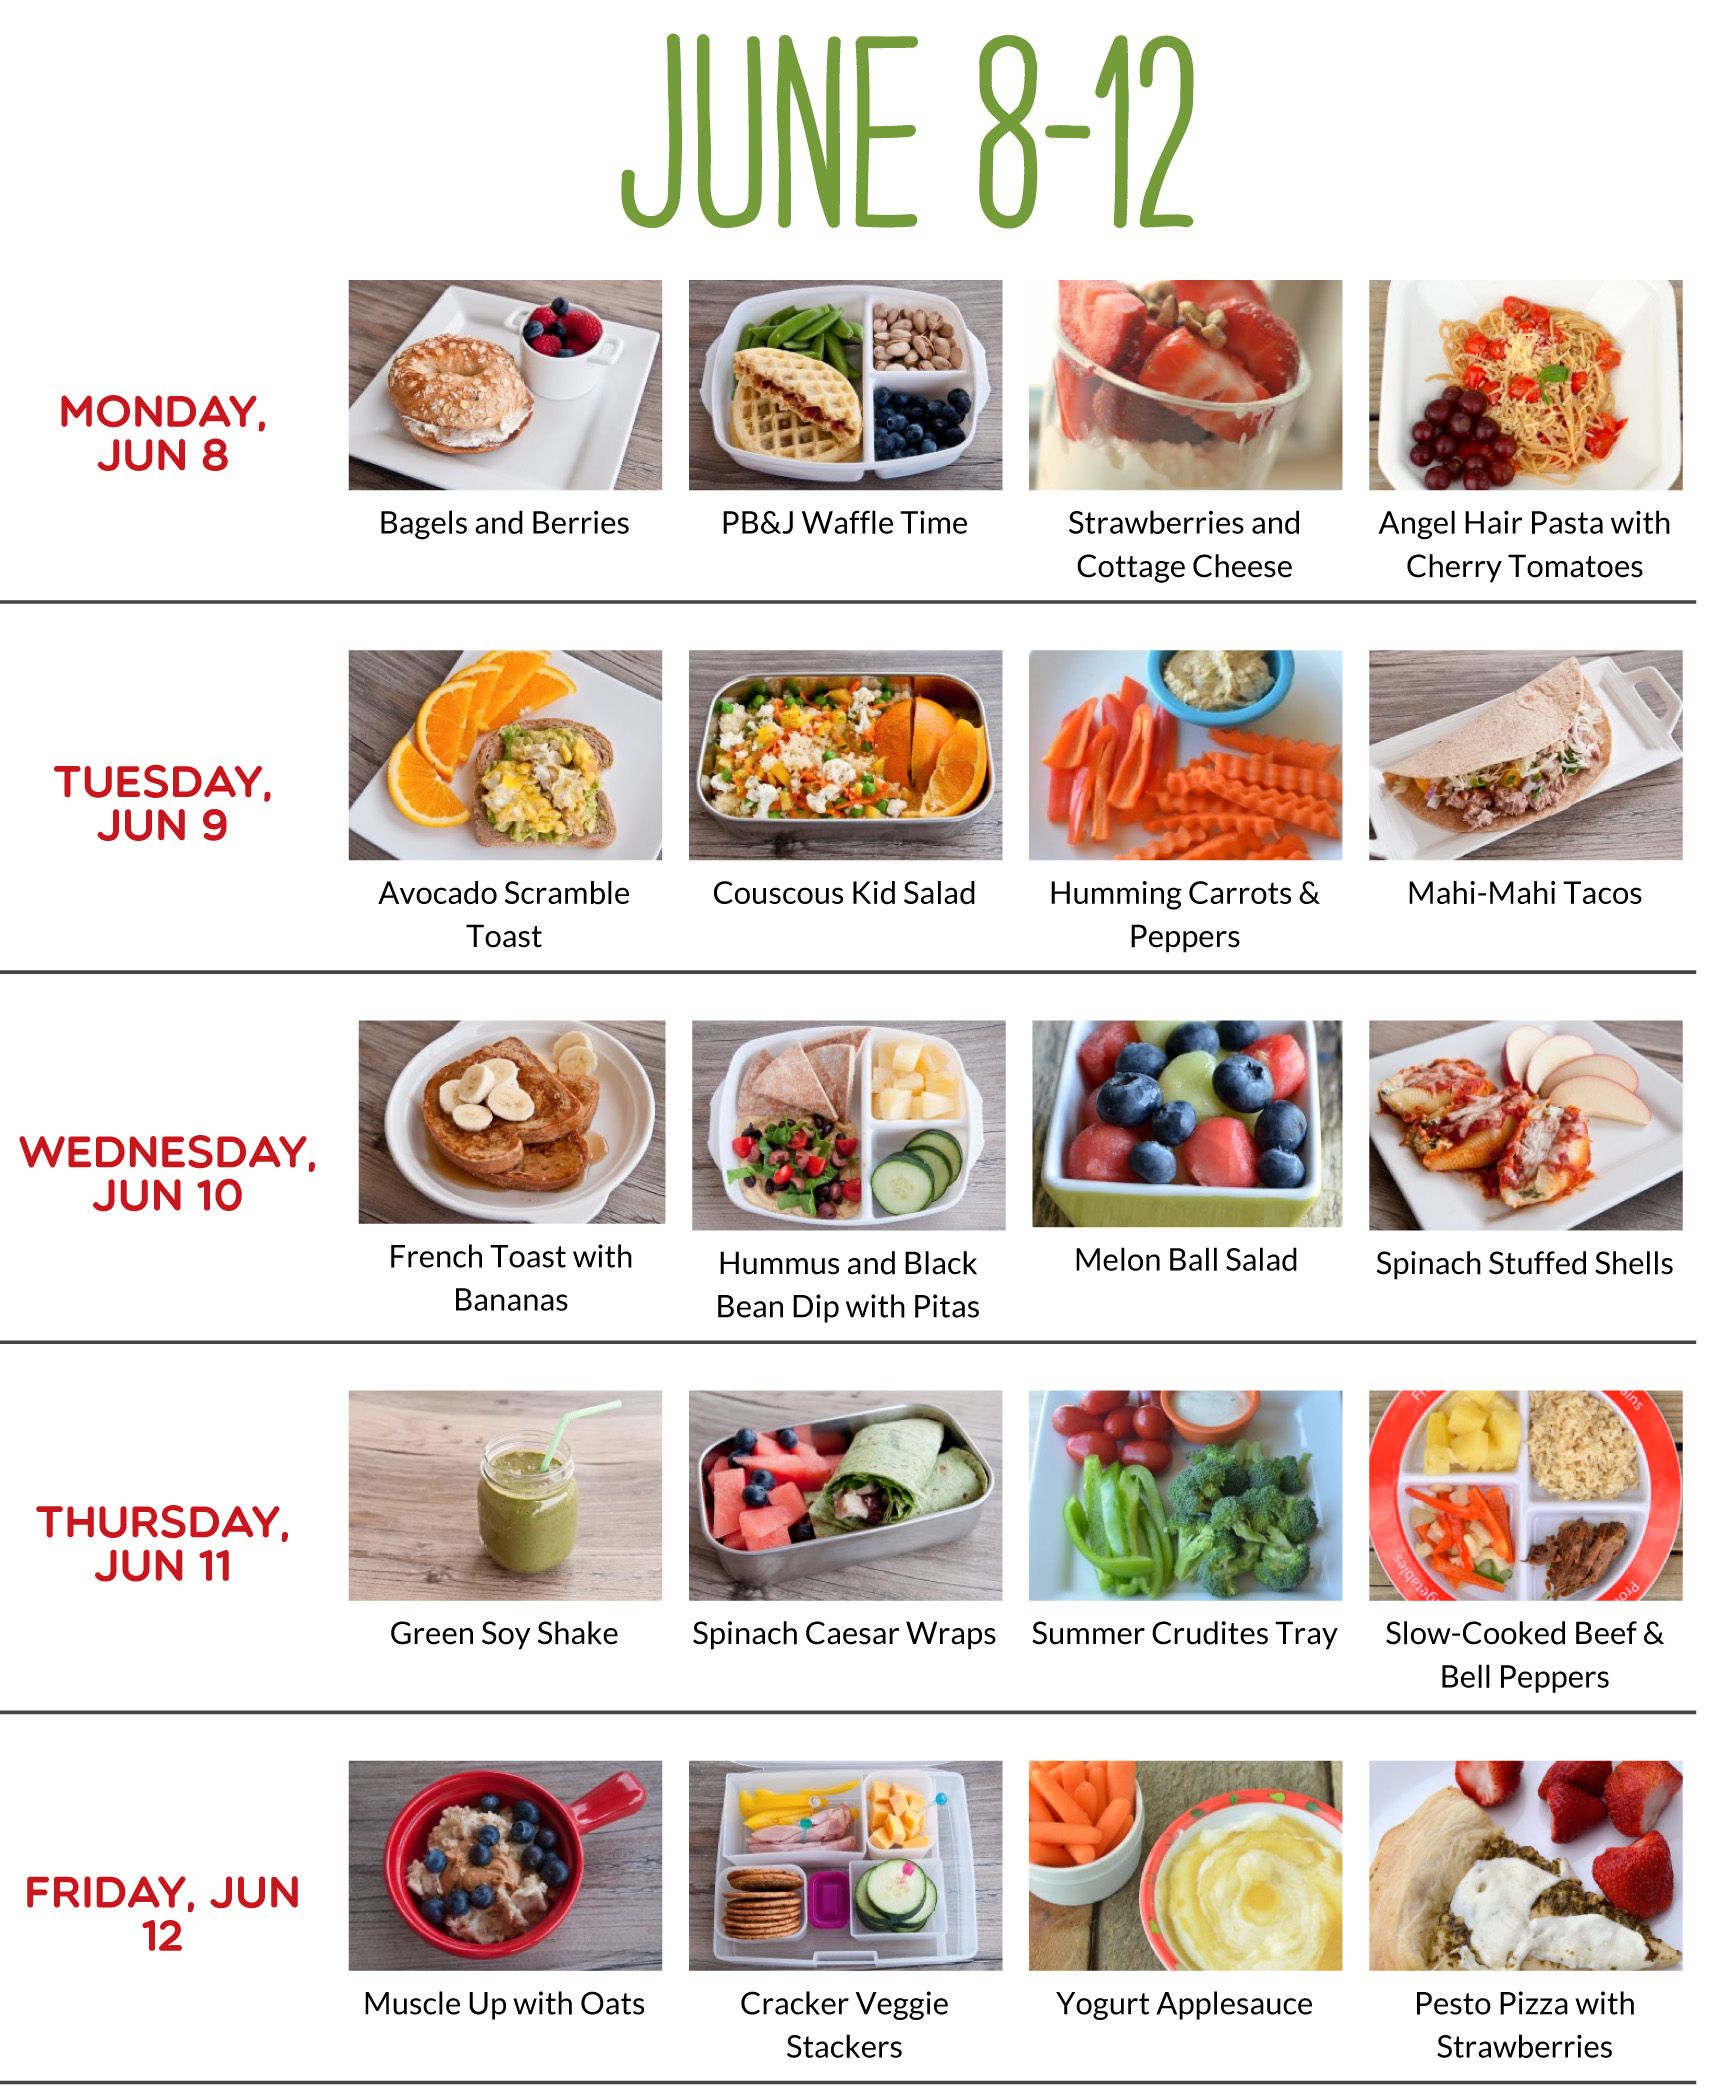 JUNE 8-12
MONDAY,
JUN 8
Bagels and Berries
PB&J Waffle Time
Strawberries and
Cottage Cheese
Angel Hair Pasta with
Cherry Tomatoes
TUESDAY,
JUN 9
Avocado Scramble
Toast
Couscous Kid Salad
Humming Carrots &
Peppers
Mahi-Mahi Tacos
WEDNESDAY,
JUN 10
French Toast with
Bananas
Hummus and Black
Bean Dip with Pitas
Melon Ball Salad
Spinach Stuffed Shells
THURSDAY,
JUN 11
Green Soy Shake
Spinach Caesar Wraps
Summer Crudites Tray
Slow-Cooked Beef &
Bell Peppers
FRIDAY, JUN
12
Muscle Up with Oats
Cracker Veggie
Stackers
Yogurt Applesauce
Pesto Pizza with
Strawberries